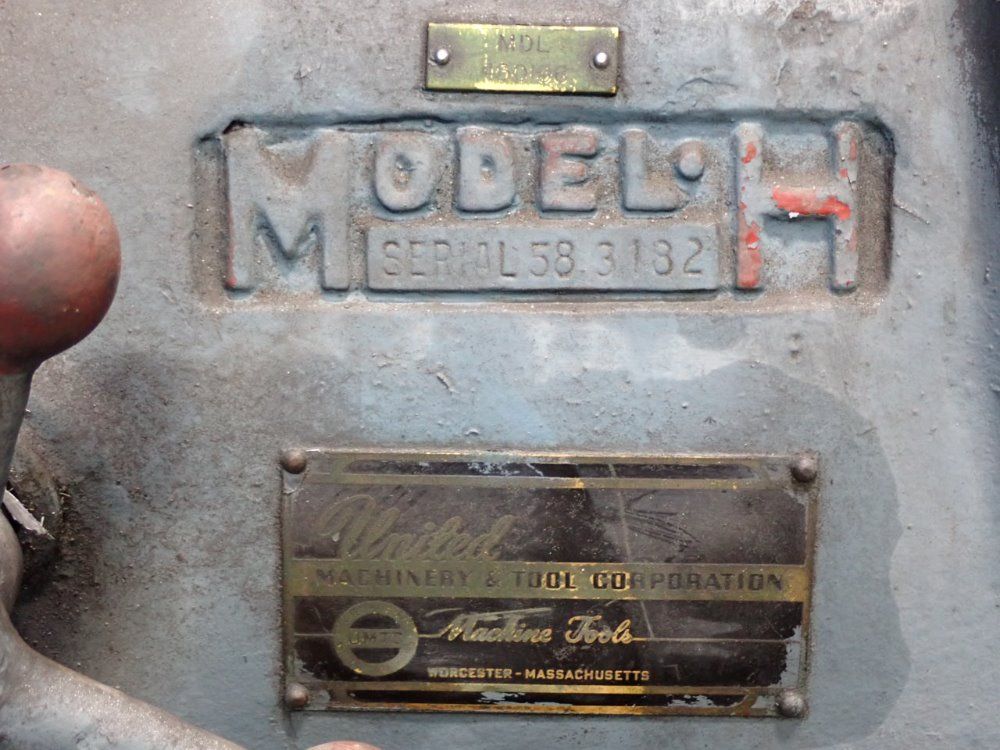 MDL
MODEL·H
SERIAL 58.3182
United
MACHINERY & TOOL CORPORATION
UMTC
Machine Tools
WORCESTER-MASSACHUSETTS